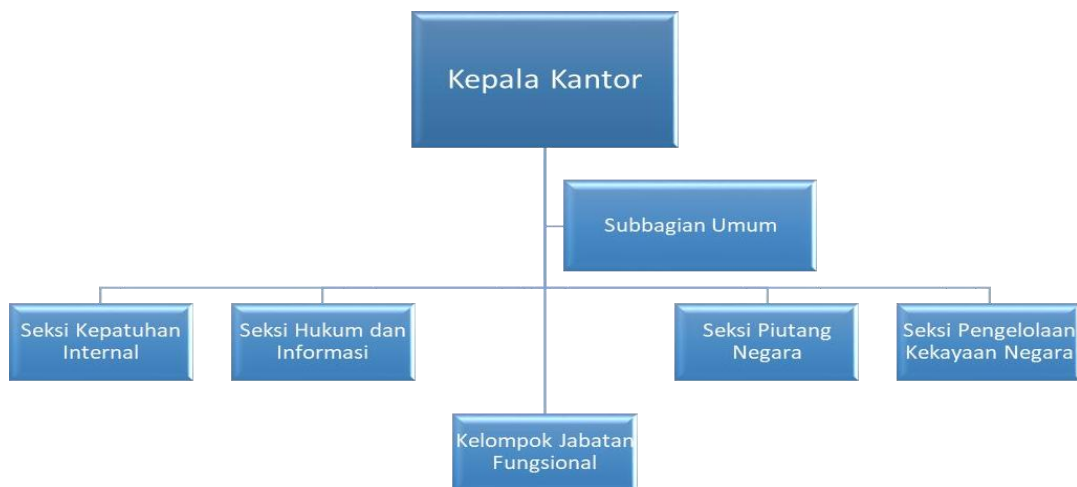 Kepala Kantor
Subbagian Umum
Seksi Kepatuhan
Internal
Seksi Hukum dan
Informasi
Seksi Piutang
Negara
Seksi Pengelolaan
Kekayaan Negara
Kelompok Jabatan
Fungsional